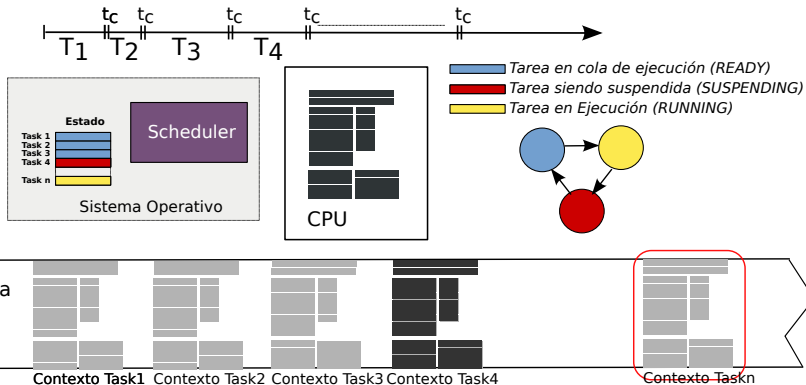 tc tc tc tc tc
T1 T2 T3 T4
Tarea en cola de ejecución (READY)
Tarea siendo suspendida (SUSPENDING)
Tarea en Ejecución (RUNNING)
Estado
Task 1
Task 2
Task 3
Task 4
Task n
Scheduler
Sistema Operativo
CPU
a
Contexto Task1 Contexto Task2 Contexto Task3 Contexto Task4 Contexto Taskn